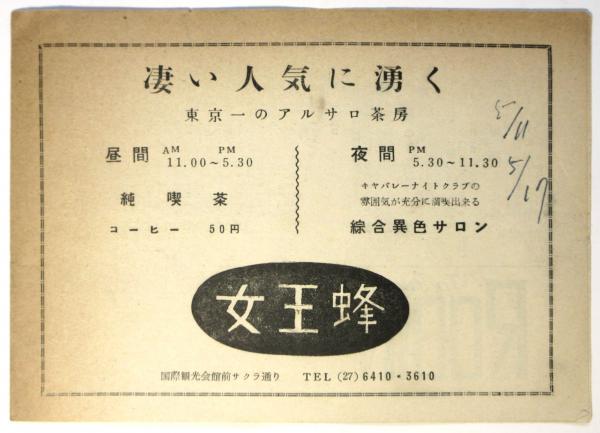 凄い人気に湧く
東京一のアルサロ茶房
昼間 AM 11.00～PM 5.30
純喫茶
コーヒー 50円
夜間 PM 5.30～11.30
キャバレーナイトクラブの
雰囲気が充分に満喫出来る
綜合異色サロン
5/11
5/17
女王蜂
国際観光会館前サクラ通り TEL (27) 6410・3610